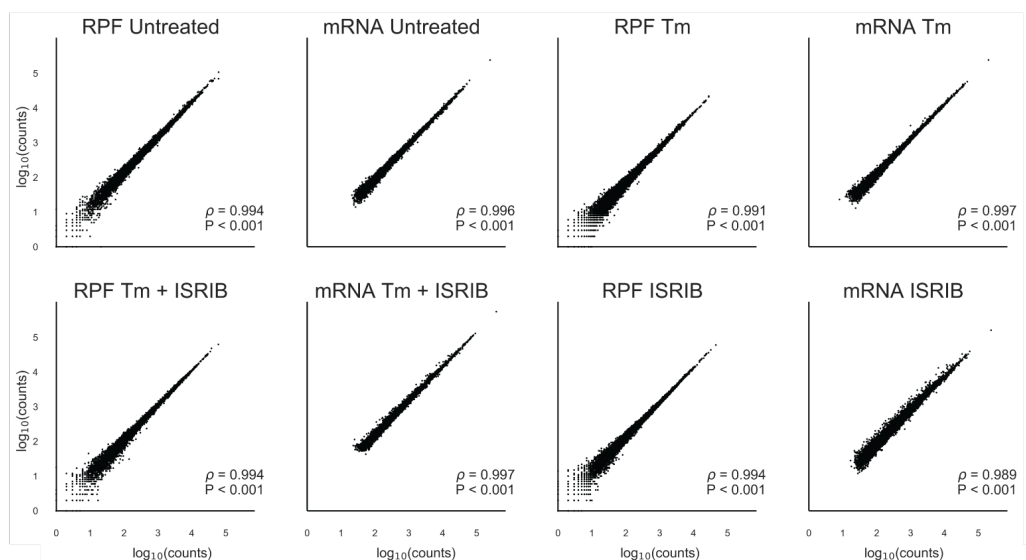 RPF Untreated
mRNA Untreated
RPF Tm
mRNA Tm
log10(counts)
5
4
3
2
1
0
ρ = 0.994
P < 0.001
ρ = 0.996
P < 0.001
ρ = 0.991
P < 0.001
ρ = 0.997
P < 0.001
RPF Tm + ISRIB
mRNA Tm + ISRIB
RPF ISRIB
mRNA ISRIB
log10(counts)
5
4
3
2
1
0
ρ = 0.994
P < 0.001
ρ = 0.997
P < 0.001
ρ = 0.994
P < 0.001
ρ = 0.989
P < 0.001
0 1 2 3 4 5
0 1 2 3 4 5
0 1 2 3 4 5
0 1 2 3 4 5
log10(counts)
log10(counts)
log10(counts)
log10(counts)